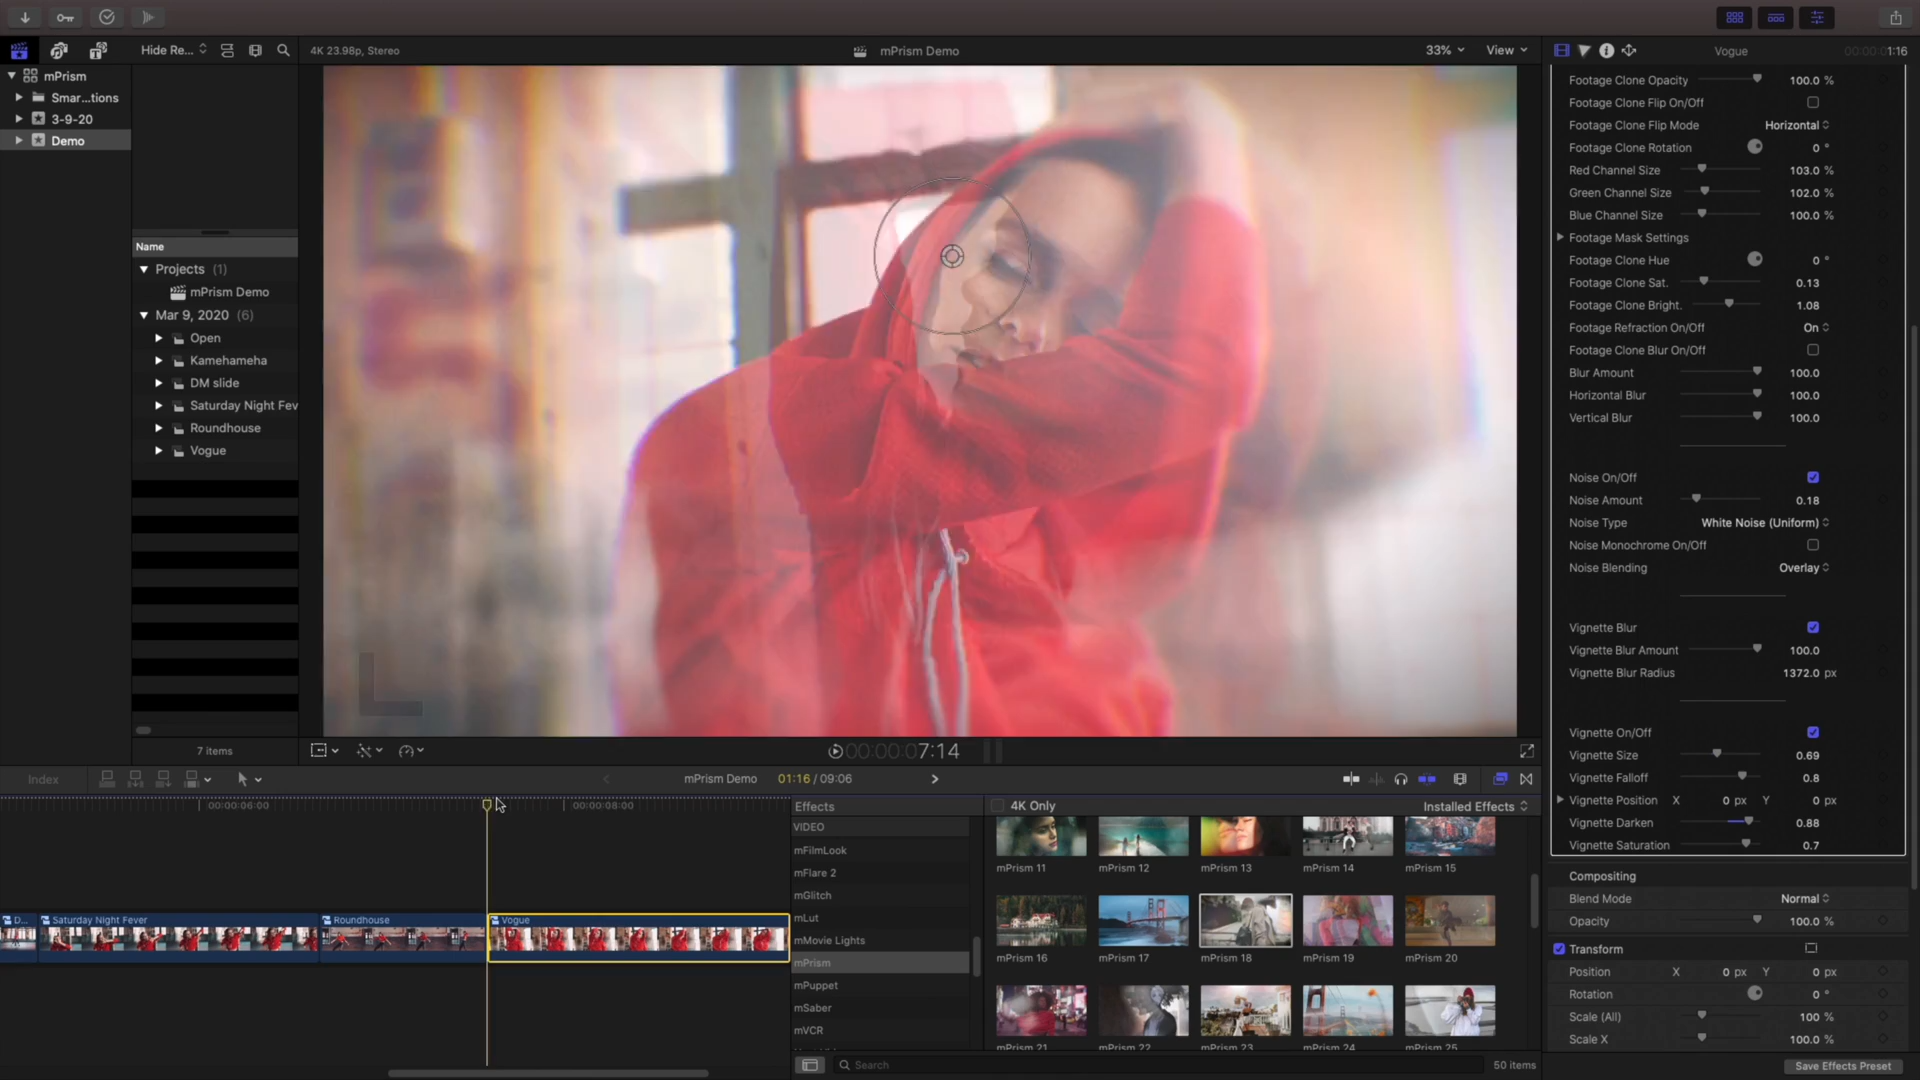 Hide Re...
4K 23.98p, Stereo
mPrism Demo
33%
View
Vogue
00:00:01:16
mPrism
Smar...tions
3-9-20
Demo
Name
Projects (1)
mPrism Demo
Mar 9, 2020 (6)
Open
Kamehameha
DM slide
Saturday Night Fev
Roundhouse
Vogue
7 items
00:00:00:07:14
Footage Clone Opacity 100.0 %
Footage Clone Flip On/Off
Footage Clone Flip Mode Horizontal
Footage Clone Rotation 0 °
Red Channel Size 103.0 %
Green Channel Size 102.0 %
Blue Channel Size 100.0 %
Footage Mask Settings
Footage Clone Hue 0 °
Footage Clone Sat. 0.13
Footage Clone Bright. 1.08
Footage Refraction On/Off On
Footage Clone Blur On/Off
Blur Amount 100.0
Horizontal Blur 100.0
Vertical Blur 100.0
Noise On/Off
Noise Amount 0.18
Noise Type White Noise (Uniform)
Noise Monochrome On/Off
Noise Blending Overlay
Vignette Blur
Vignette Blur Amount 100.0
Vignette Blur Radius 1372.0 px
Vignette On/Off
Vignette Size 0.69
Vignette Falloff 0.8
Vignette Position X 0 px Y 0 px
Vignette Darken 0.88
Vignette Saturation 0.7
Compositing
Blend Mode Normal
Opacity 100.0 %
Transform
Position X 0 px Y 0 px
Rotation 0 °
Scale (All) 100 %
Scale X 100.0 %
Save Effects Preset
Index
mPrism Demo 01:16 / 09:06
00:00:06:00
00:00:08:00
D...
Saturday Night Fever
Roundhouse
Vogue
Effects
4K Only
Installed Effects
VIDEO
mFilmLook
mFlare 2
mGlitch
mLut
mMovie Lights
mPrism
mPuppet
mSaber
mVCR
mPrism 11
mPrism 12
mPrism 13
mPrism 14
mPrism 15
mPrism 16
mPrism 17
mPrism 18
mPrism 19
mPrism 20
mPrism 21
mPrism 22
mPrism 23
mPrism 24
mPrism 25
Search
50 items